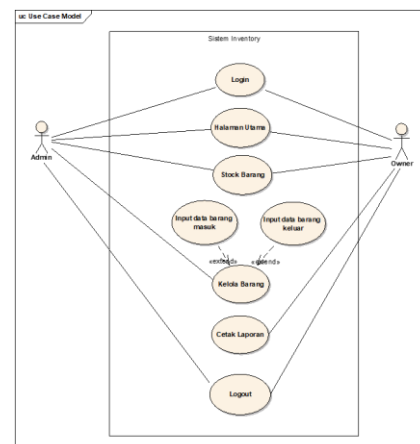 uc Use Case Model
Sistem Inventory
Login
Halaman Utama
Admin
Owner
Stock Barang
Input data barang
masuk
Input data barang
keluar
«extend»
«extend»
Kelola Barang
Cetak Laporan
Logout